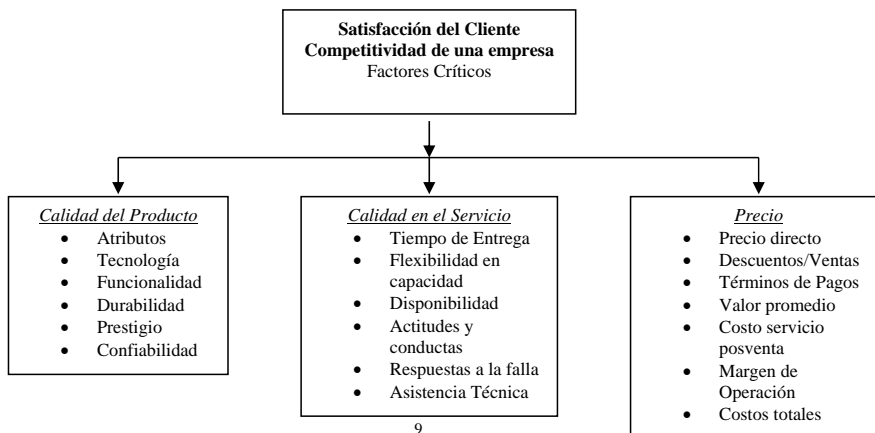 Satisfacción del Cliente
Competitividad de una empresa
Factores Críticos
Calidad del Producto
• Atributos
• Tecnología
• Funcionalidad
• Durabilidad
• Prestigio
• Confiabilidad
Calidad en el Servicio
• Tiempo de Entrega
• Flexibilidad en
capacidad
• Disponibilidad
• Actitudes y
conductas
• Respuestas a la falla
• Asistencia Técnica
Precio
• Precio directo
• Descuentos/Ventas
• Términos de Pagos
• Valor promedio
• Costo servicio
posventa
• Margen de
Operación
• Costos totales
9